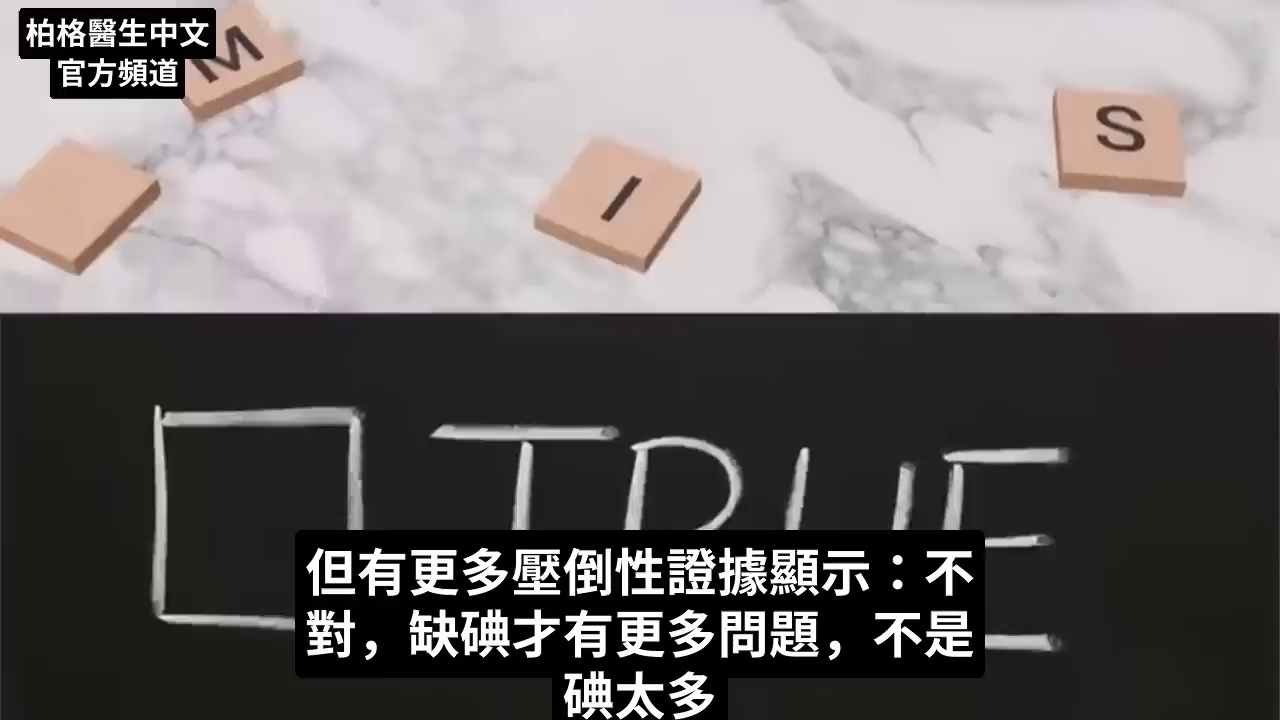 柏格醫生中文
官方頻道
M
S
I
TRUE
但有更多壓倒性證據顯示：不
對，缺碘才有更多問題，不是
碘太多